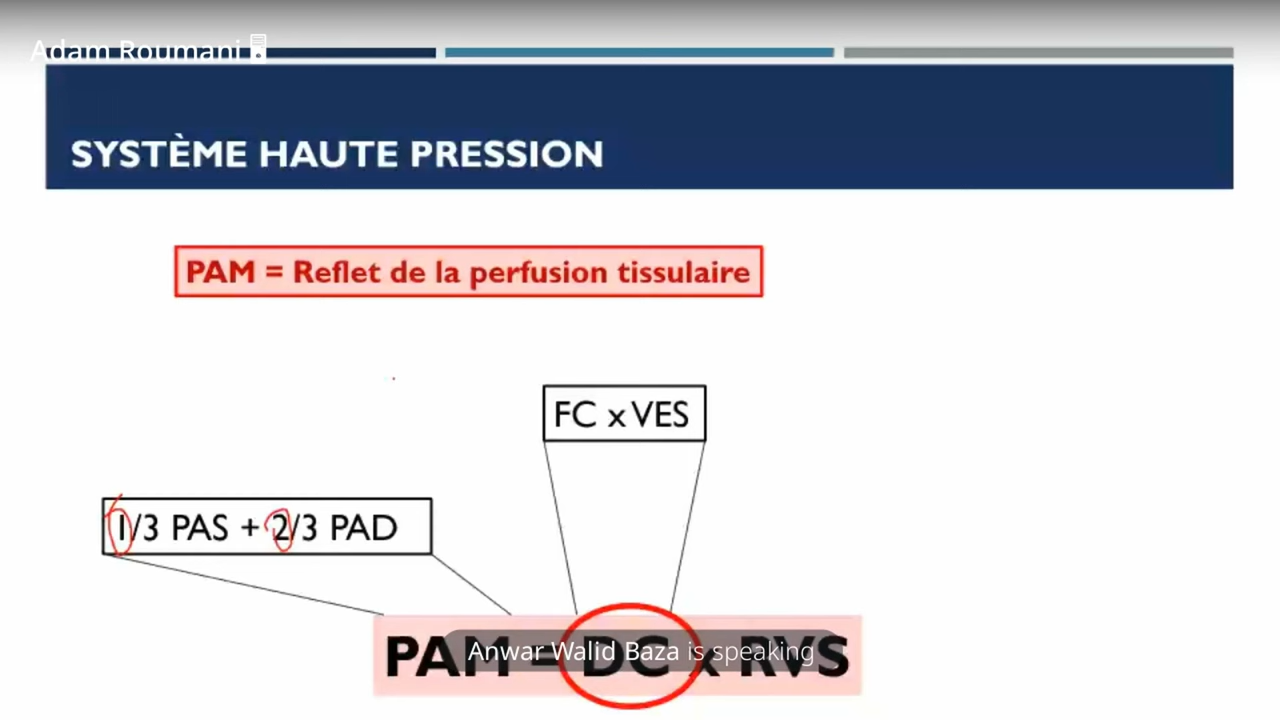 Adam Roumani
SYSTÈME HAUTE PRESSION
PAM = Reflet de la perfusion tissulaire
FC x VES
1/3 PAS + 2/3 PAD
PAM = DC x RVS
Anwar Walid Baza is speaking